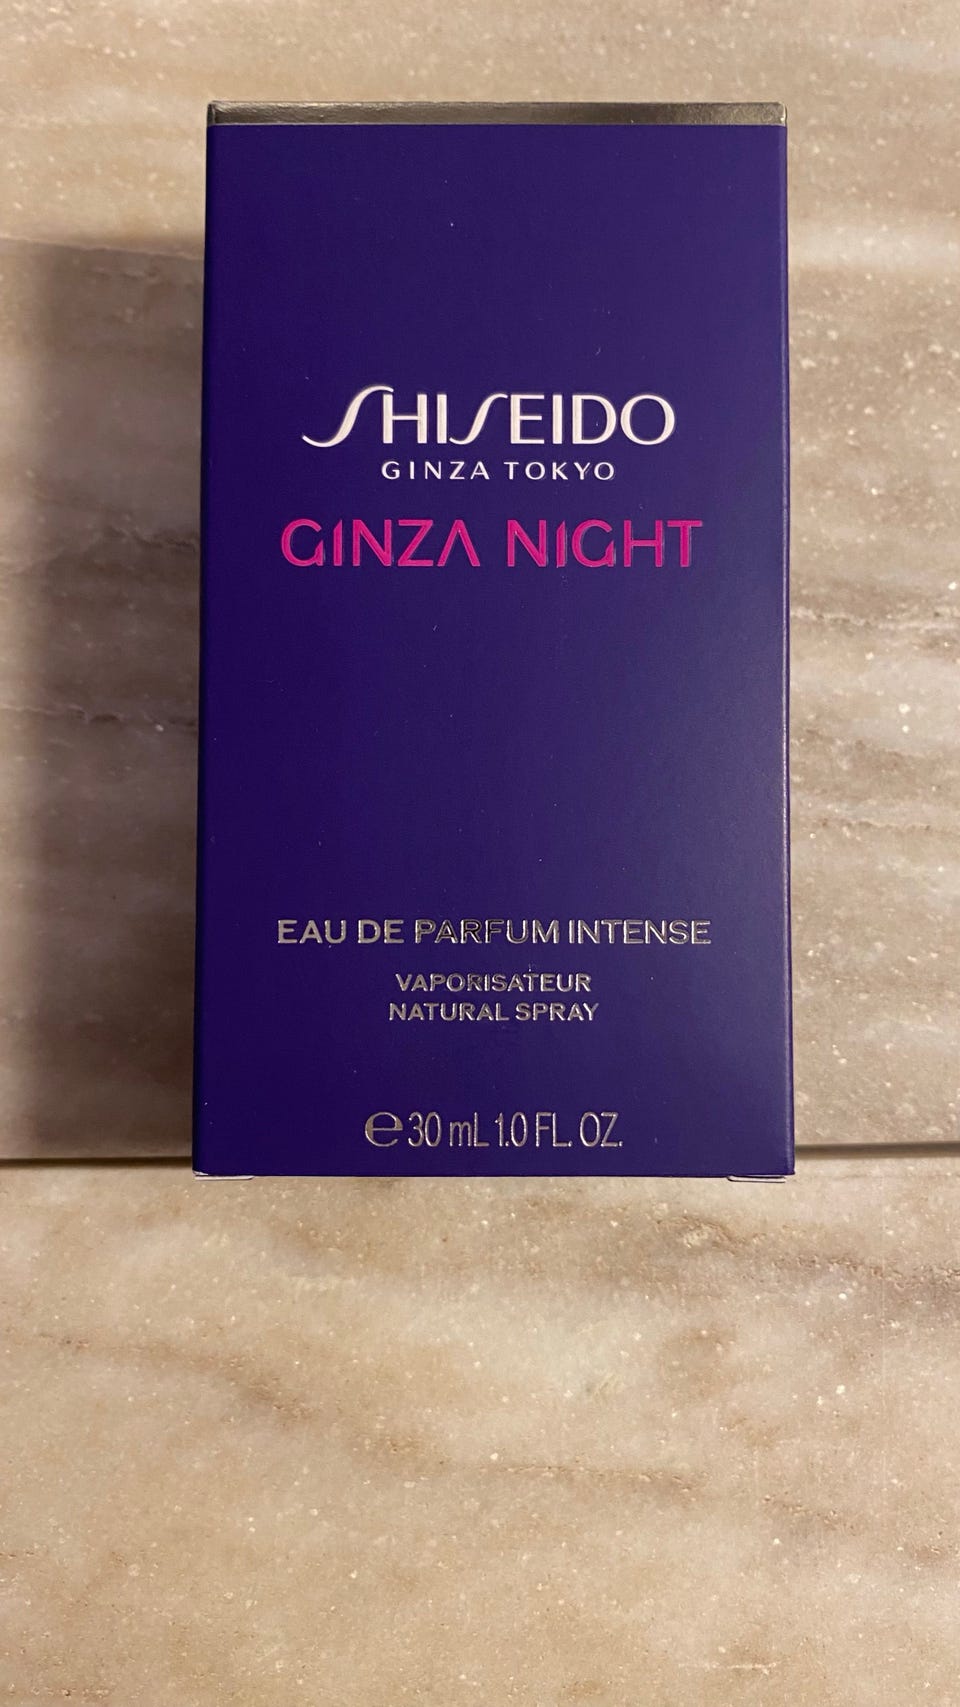 SHISEIDO
GINZA TOKYO
GINZA NIGHT
EAU DE PARFUM INTENSE
VAPORISATEUR
NATURAL SPRAY
℮ 30 mL 1.0 FL. OZ.